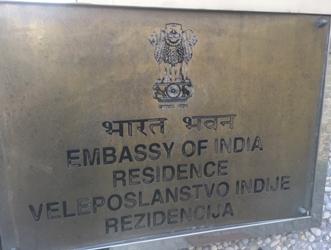 भारत भवन
EMBASSY OF INDIA
RESIDENCE
VELEPOSLANSTVO INDIJE
REZIDENCIJA